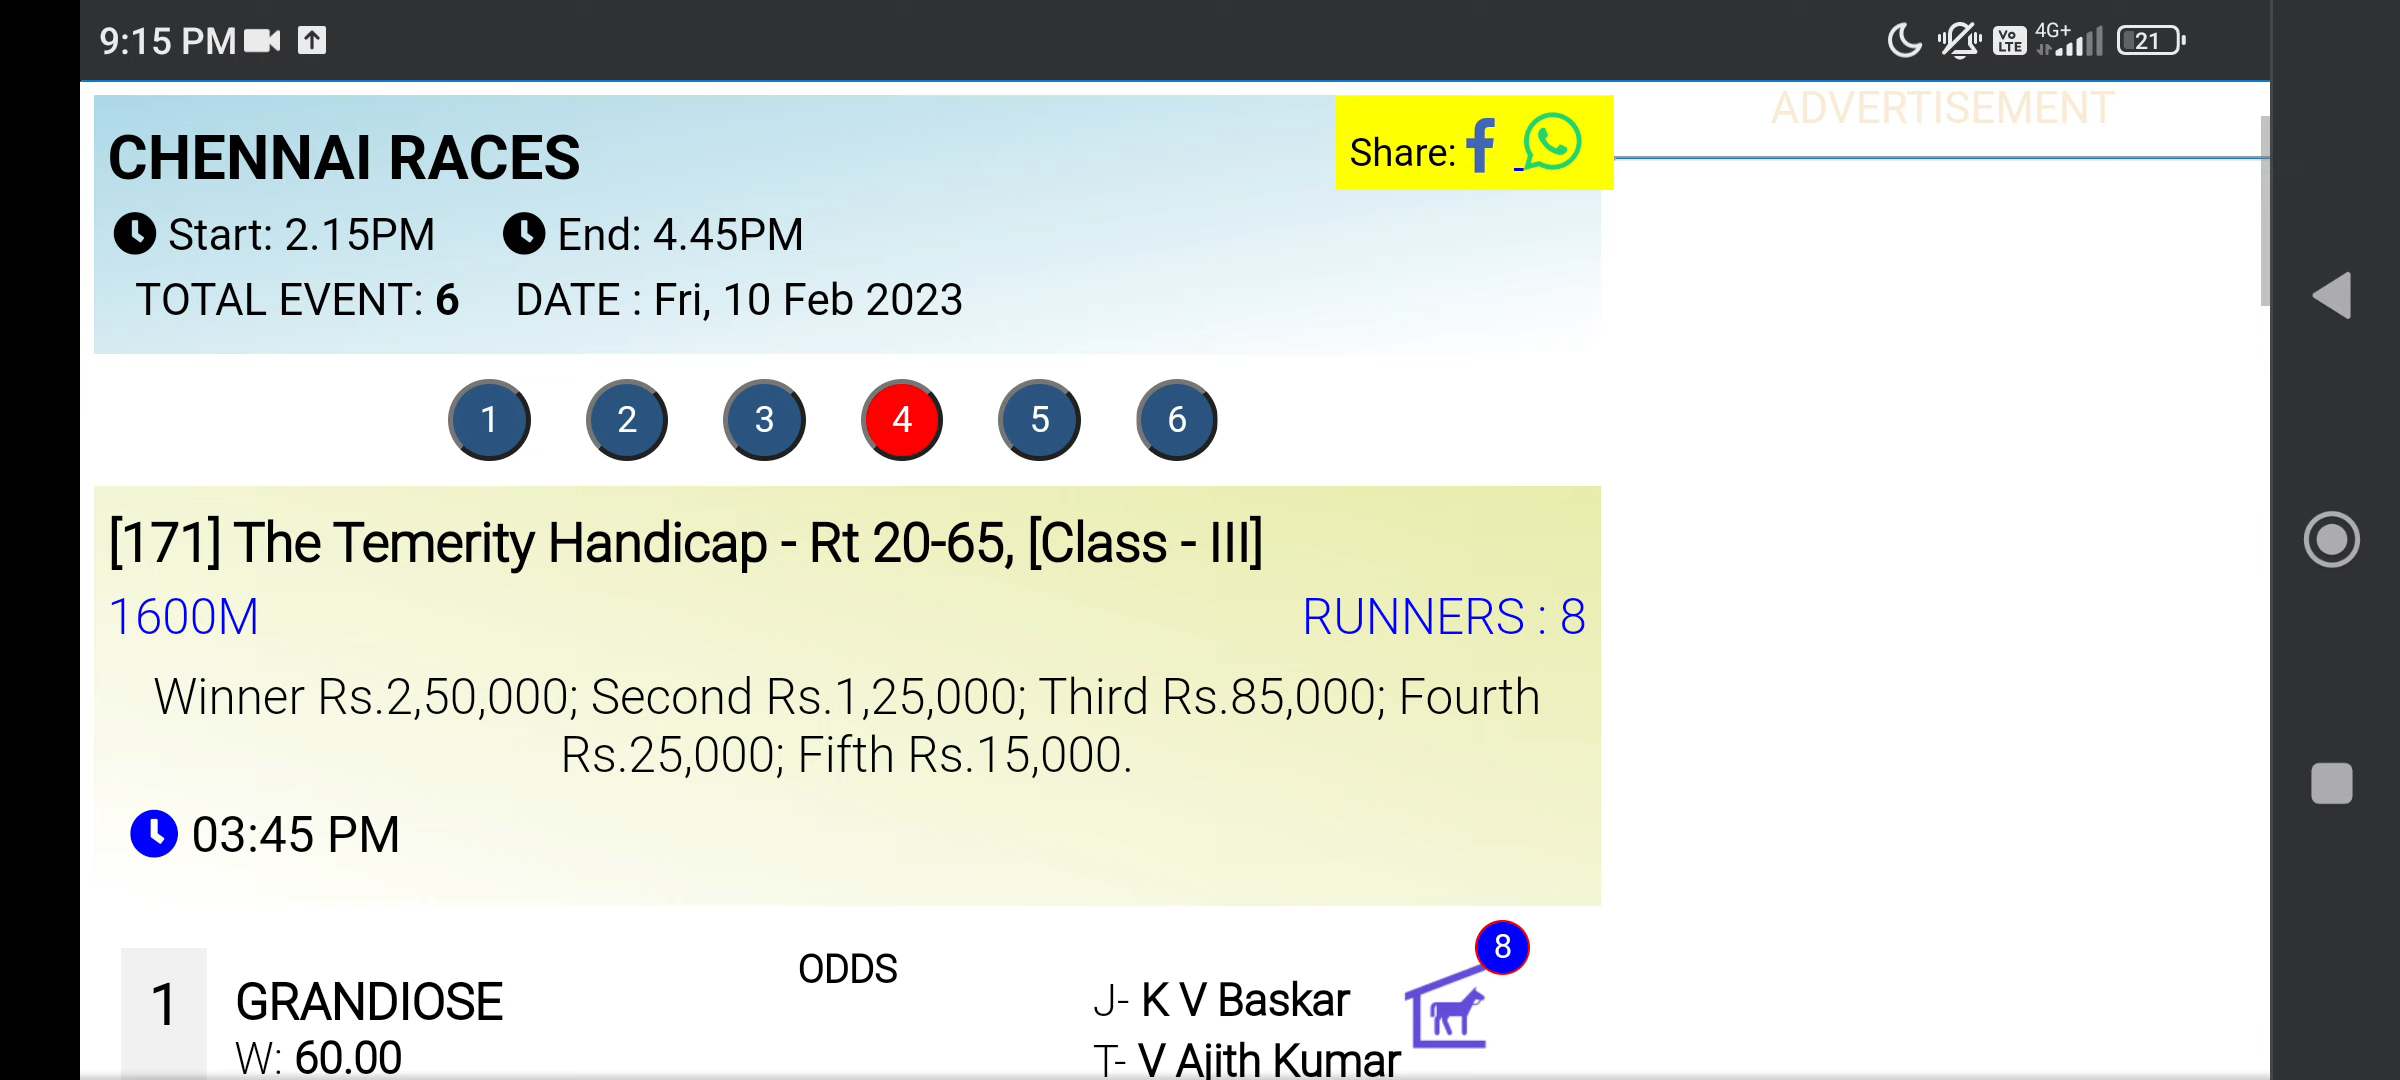 9:15 PM
Vo LTE 4G+ 21
ADVERTISEMENT
CHENNAI RACES
Share:
Start: 2.15PM End: 4.45PM
TOTAL EVENT: 6 DATE : Fri, 10 Feb 2023
1 2 3 4 5 6
[171] The Temerity Handicap - Rt 20-65, [Class - III]
1600M RUNNERS : 8
Winner Rs.2,50,000; Second Rs.1,25,000; Third Rs.85,000; Fourth
Rs.25,000; Fifth Rs.15,000.
03:45 PM
8
ODDS
1 GRANDIOSE J- K V Baskar
W: 60.00 T- V Ajith Kumar